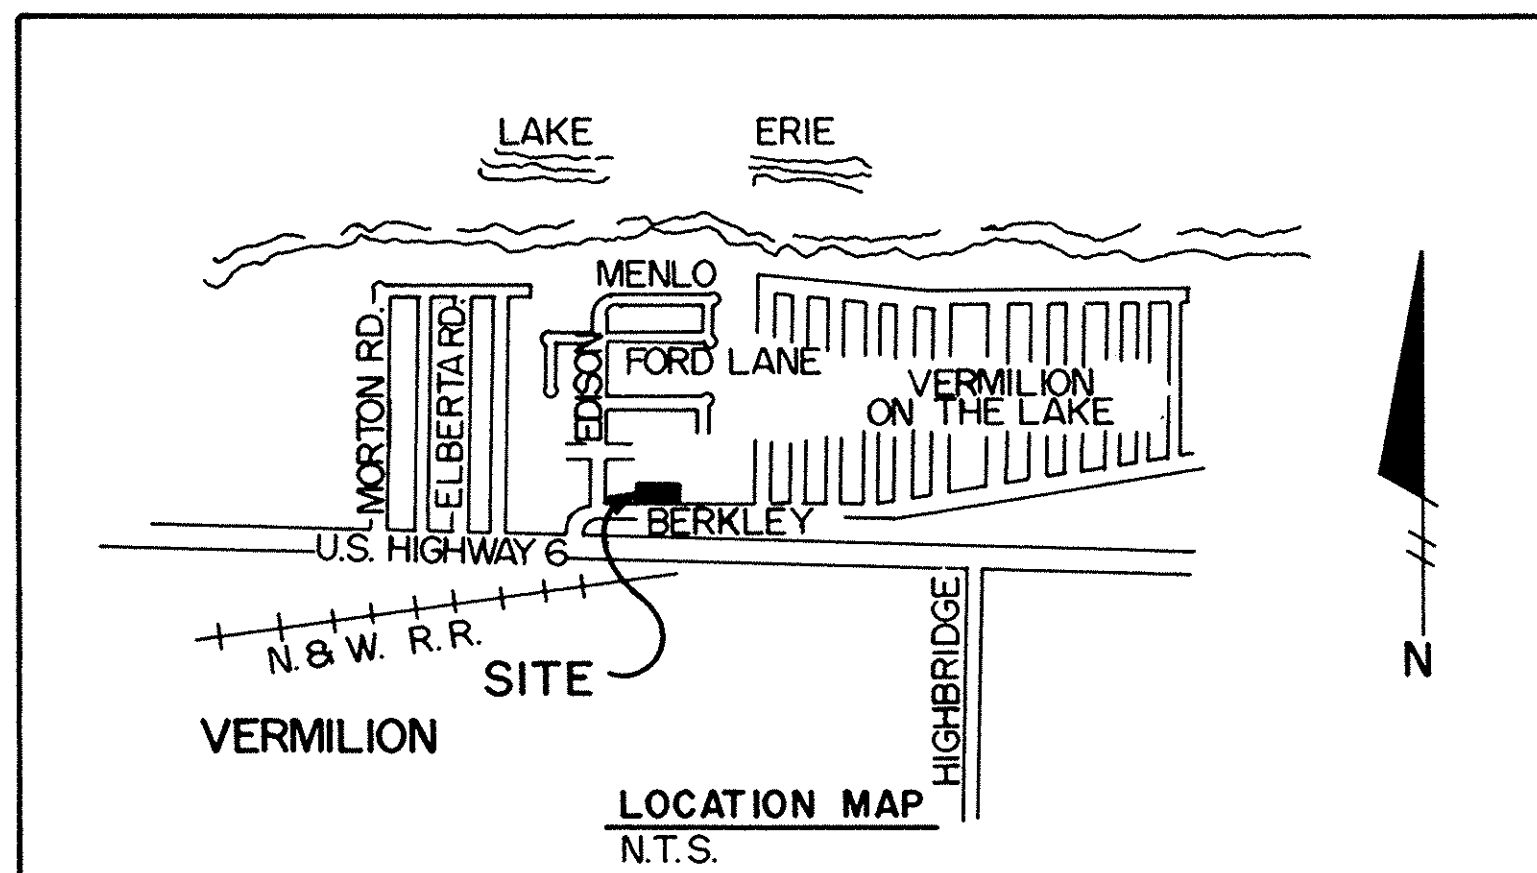 LAKE ERIE
MENLO
MORTON RD.
ELBERTA RD.
EDISON
FORD LANE
VERMILION
ON THE LAKE
BERKLEY
U.S. HIGHWAY 6
N. & W. R.R.
SITE
HIGHBRIDGE
N
VERMILION
LOCATION MAP
N.T.S.